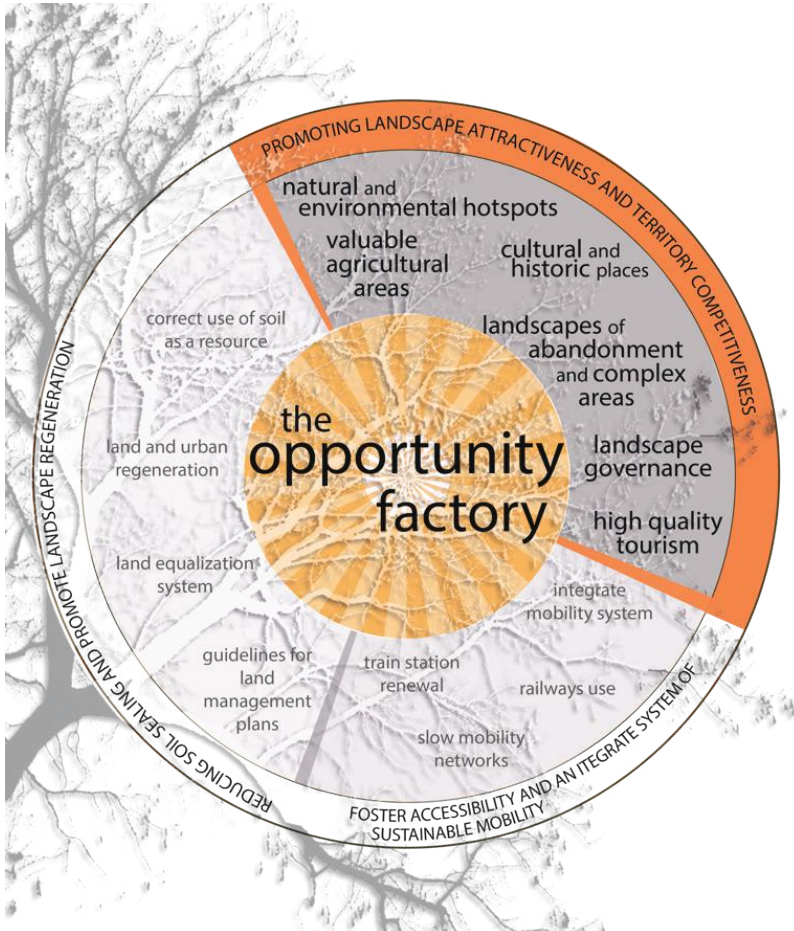 PROMOTING LANDSCAPE ATTRACTIVENESS AND TERRITORY COMPETITIVENESS
natural and
environmental hotspots
valuable
agricultural
areas
cultural and
historic places
landscapes of
abandonment
and complex
areas
landscape
governance
high quality
tourism
the
opportunity
factory
correct use of soil
as a resource
land and urban
regeneration
land equalization
system
guidelines for
land
management
plans
REDUCING SOIL SEALING AND PROMOTE LANDSCAPE REGENERATION
integrate
mobility system
train station
renewal
railways use
slow mobility
networks
FOSTER ACCESSIBILITY AND AN ITEGRATE SYSTEM OF
SUSTAINABLE MOBILITY